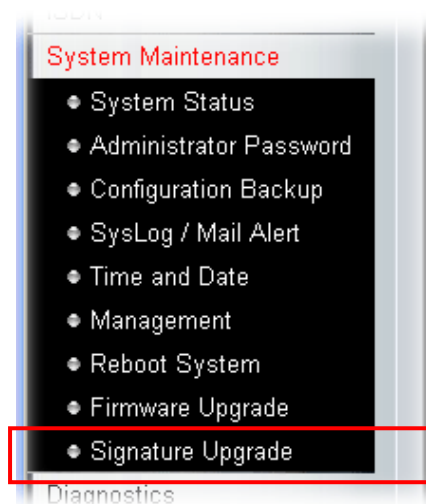 System Maintenance
System Status
Administrator Password
Configuration Backup
SysLog / Mail Alert
Time and Date
Management
Reboot System
Firmware Upgrade
Signature Upgrade
Diagnostics